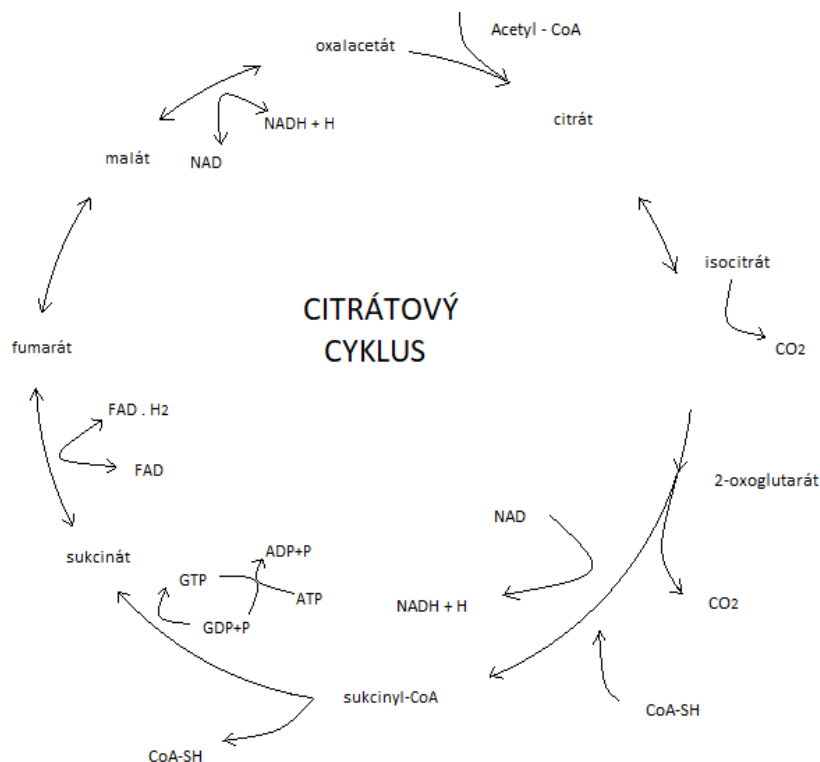 oxalacetát
Acetyl - CoA
citrát
NADH + H
malát
NAD
isocitrát
CITRÁTOVÝ
CYKLUS
fumarát
CO2
FAD . H2
FAD
2-oxoglutarát
NAD
sukcinát
ADP+P
GTP
ATP
NADH + H
CO2
GDP+P
sukcinyl-CoA
CoA-SH
CoA-SH